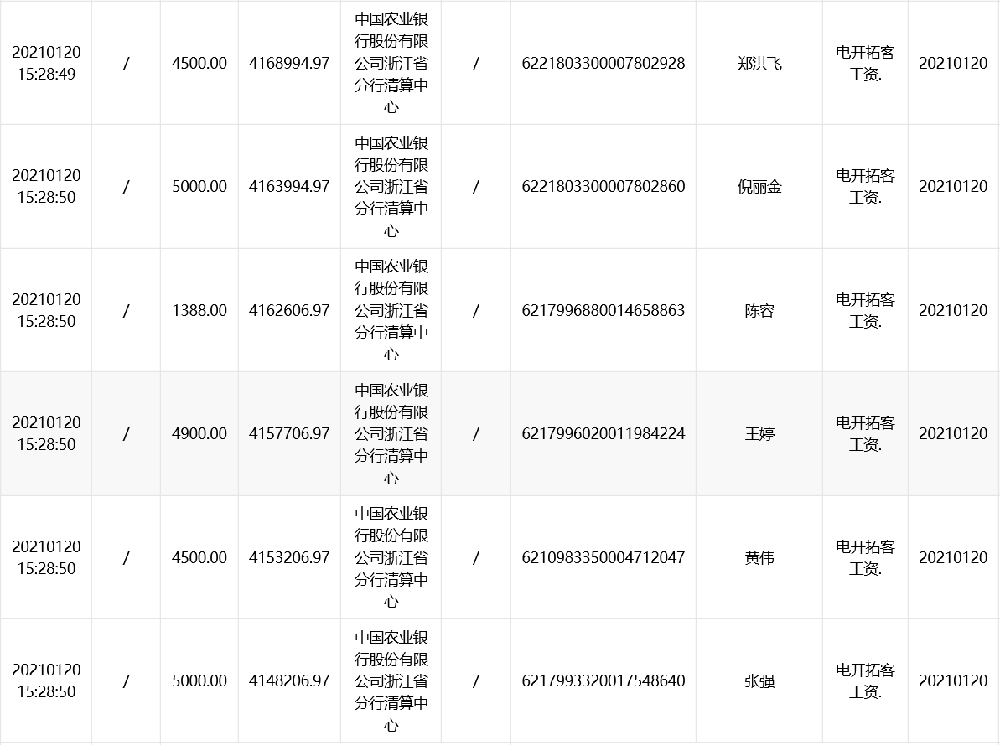 20210120
15:28:49
/
4500.00
4168994.97
中国农业银
行股份有限
公司浙江省
分行清算中
心
/
6221803300007802928
郑洪飞
电开拓客
工资.
20210120
20210120
15:28:50
/
5000.00
4163994.97
中国农业银
行股份有限
公司浙江省
分行清算中
心
/
6221803300007802860
倪丽金
电开拓客
工资.
20210120
20210120
15:28:50
/
1388.00
4162606.97
中国农业银
行股份有限
公司浙江省
分行清算中
心
/
6217996880014658863
陈容
电开拓客
工资.
20210120
20210120
15:28:50
/
4900.00
4157706.97
中国农业银
行股份有限
公司浙江省
分行清算中
心
/
6217996020011984224
王婷
电开拓客
工资.
20210120
20210120
15:28:50
/
4500.00
4153206.97
中国农业银
行股份有限
公司浙江省
分行清算中
心
/
6210983350004712047
黄伟
电开拓客
工资.
20210120
20210120
15:28:50
/
5000.00
4148206.97
中国农业银
行股份有限
公司浙江省
分行清算中
心
/
6217993320017548640
张强
电开拓客
工资.
20210120